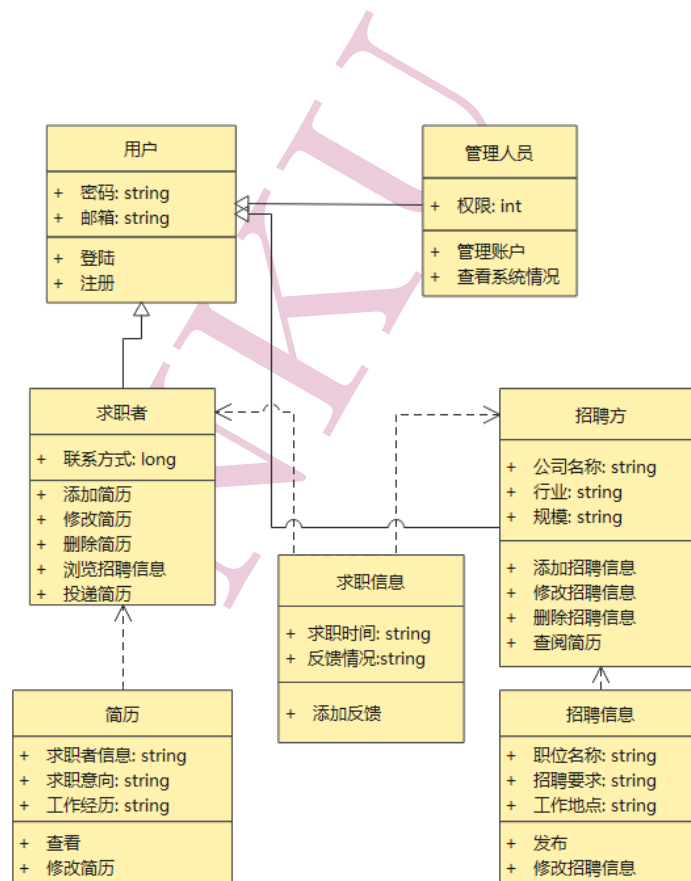 用户
+ 密码: string
+ 邮箱: string
+ 登陆
+ 注册
管理人员
+ 权限: int
+ 管理账户
+ 查看系统情况
求职者
+ 联系方式: long
+ 添加简历
+ 修改简历
+ 删除简历
+ 浏览招聘信息
+ 投递简历
招聘方
+ 公司名称: string
+ 行业: string
+ 规模: string
+ 添加招聘信息
+ 修改招聘信息
+ 删除招聘信息
+ 查阅简历
求职信息
+ 求职时间: string
+ 反馈情况:string
+ 添加反馈
简历
+ 求职者信息: string
+ 求职意向: string
+ 工作经历: string
+ 查看
+ 修改简历
招聘信息
+ 职位名称: string
+ 招聘要求: string
+ 工作地点: string
+ 发布
+ 修改招聘信息